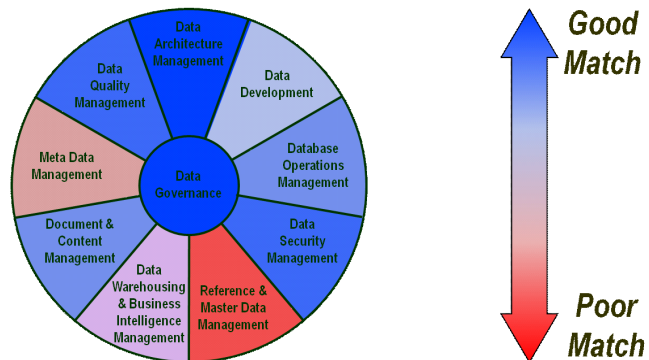 Data
Architecture
Management
Data
Development
Database
Operations
Management
Data
Security
Management
Reference &
Master Data
Management
Data
Warehousing
& Business
Intelligence
Management
Document &
Content
Management
Meta Data
Management
Data
Quality
Management
Data
Governance
Good
Match
Poor
Match